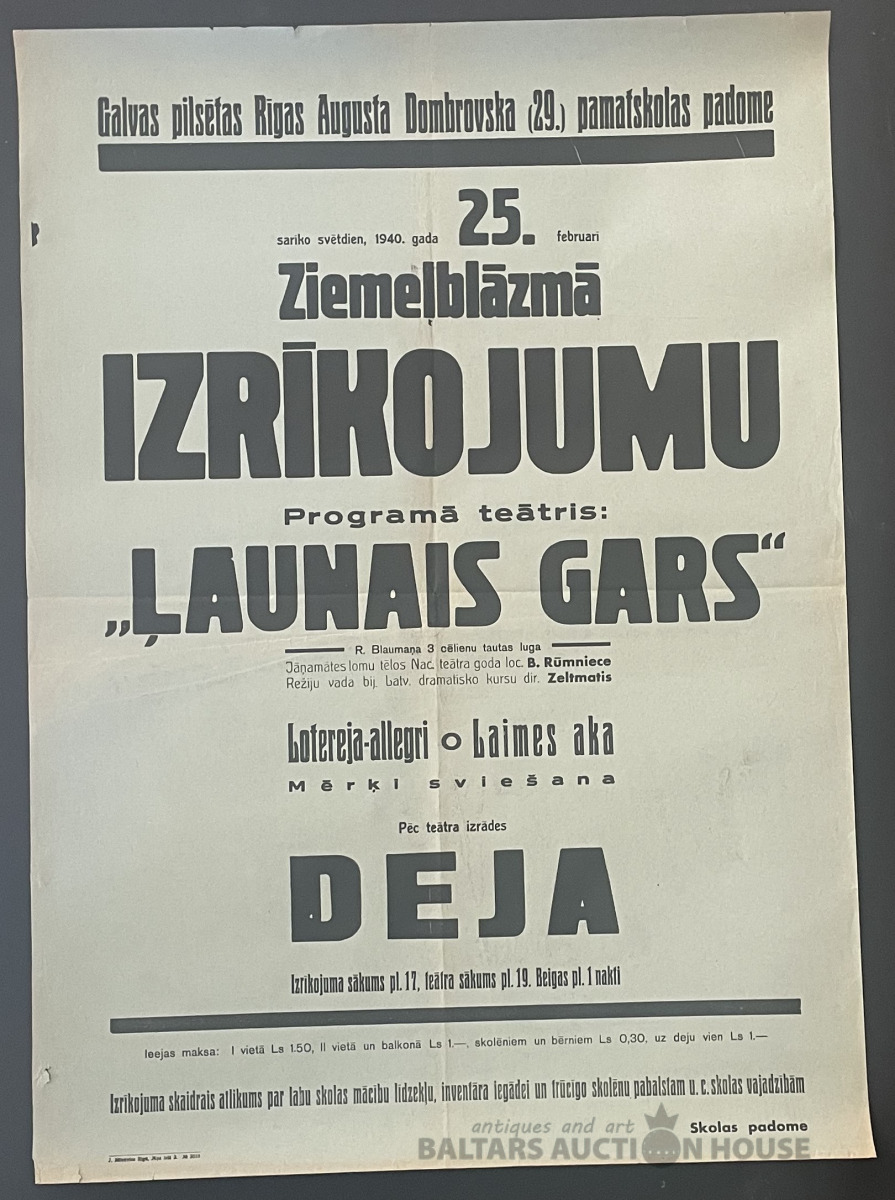 Galvas pilsētas Rīgas Augusta Dombrovska (29.) pamatskolas padome
sarīko svētdien, 1940. gada 25. februarī
Ziemeļblāzmā
IZRĪKOJUMU
Programā teātris:
„ĻAUNAIS GARS“
R. Blaumaņa 3 cēlienu tautas luga
Jāņamātes lomu tēlos Nac. teātra goda loc. B. Rūmniece
Režiju vada bij. Latv. dramatisko kursu dir. Zeltmatis
Lotereja-allegri o Laimes aka
Mērķī sviešana
Pēc teātra izrādes
DEJA
Izrīkojuma sākums pl. 17, teātra sākums pl. 19. Beigas pl. 1 naktī
Ieejas maksa: I vietā Ls 1.50, II vietā un balkonā Ls 1.—, skolēniem un bērniem Ls 0,30, uz deju vien Ls 1.—
Izrīkojuma skaidrais atlikums par labu skolas mācību līdzekļu, inventāra iegādei un trūcīgo skolēnu pabalstam u. c. skolas vajadzībām
Skolas padome
antiques and art
BALTARS AUCTION HOUSE